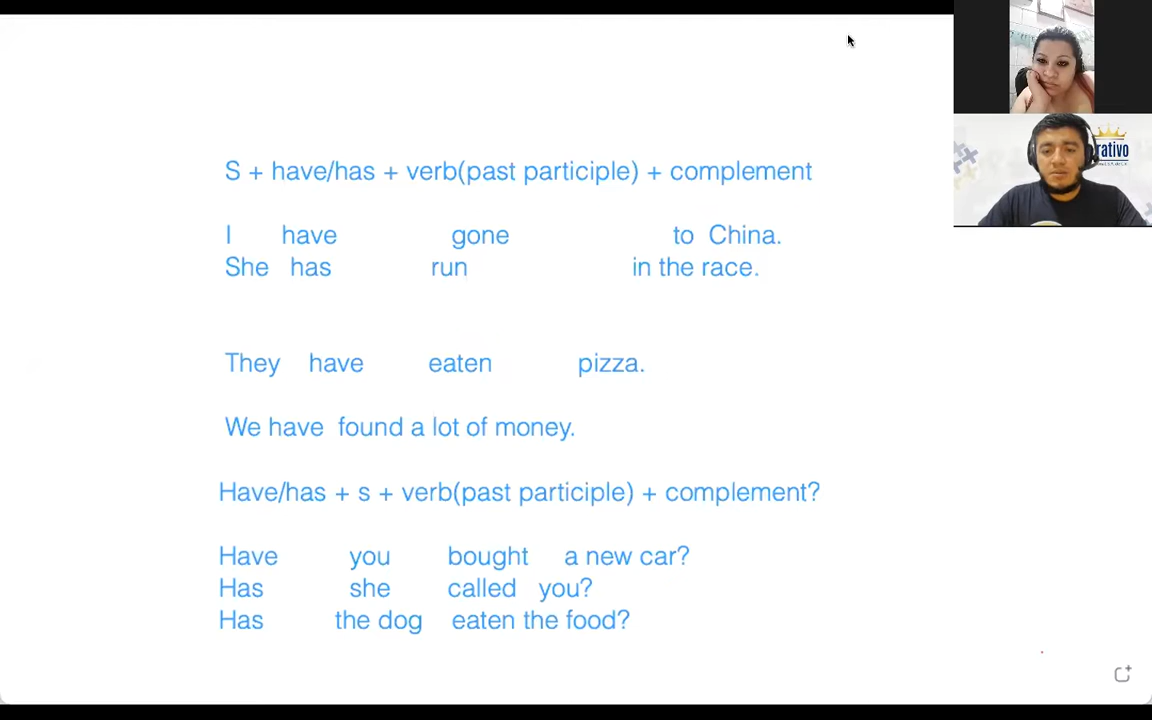 S + have/has + verb(past participle) + complement
I have gone to China.
She has run in the race.
They have eaten pizza.
We have found a lot of money.
Have/has + s + verb(past participle) + complement?
Have you bought a new car?
Has she called you?
Has the dog eaten the food?
rativo